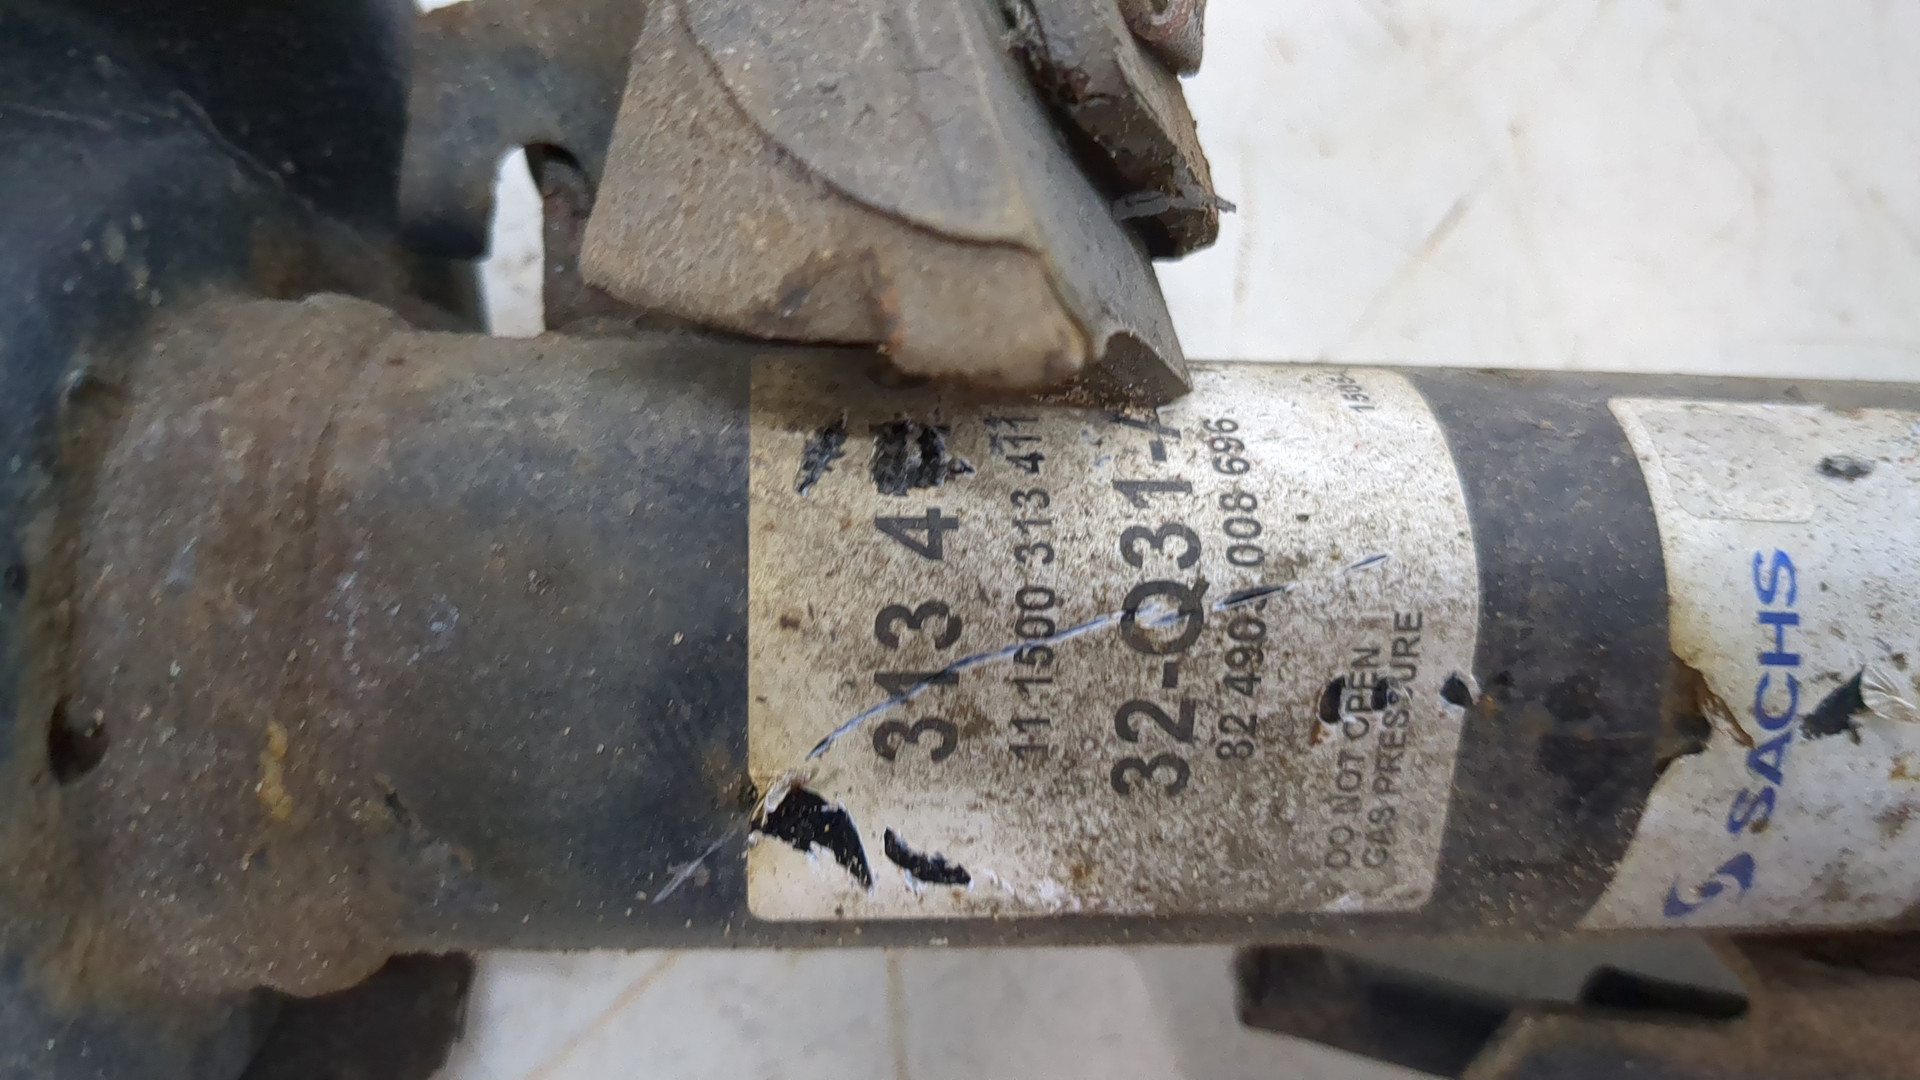 313 4
11.1500 313 411
32-Q31-A
82 490 008 696
DO NOT OPEN
GAS PRESSURE
SACHS